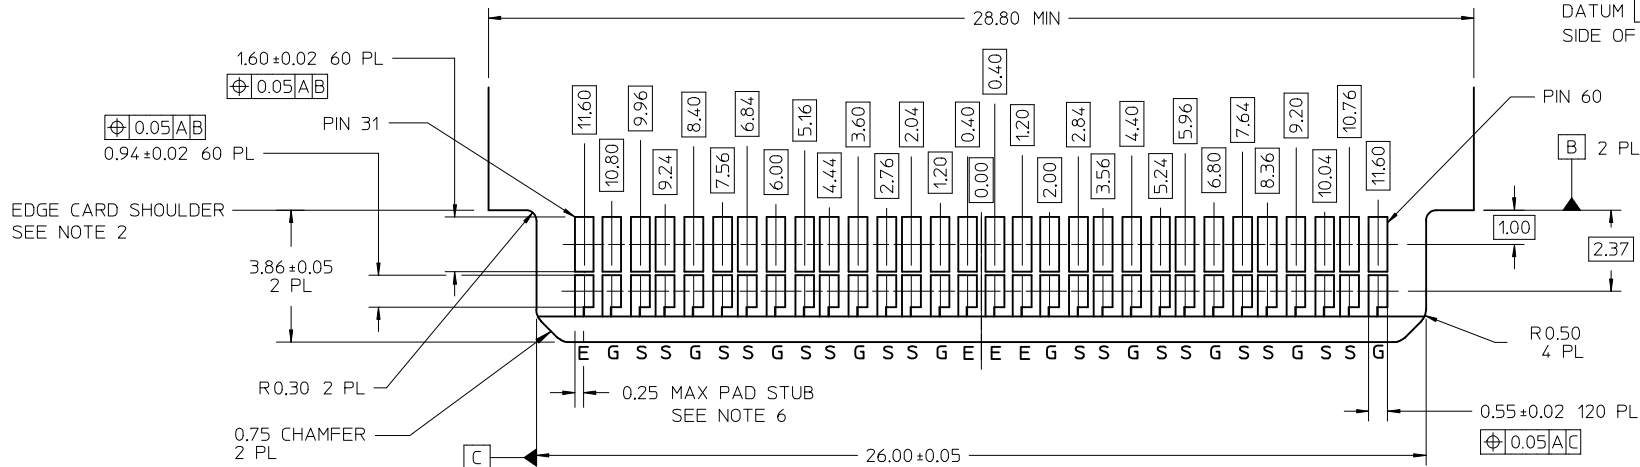 28.80 MIN
DATUM
SIDE OF
1.60±0.02 60 PL
⌖ 0.05 A B
PIN 31
⌖ 0.05 A B
0.94±0.02 60 PL
EDGE CARD SHOULDER
SEE NOTE 2
3.86±0.05
2 PL
11.60
10.80
9.96
9.24
8.40
7.56
6.84
6.00
5.16
4.44
3.60
2.76
2.04
1.20
0.40
0.00
0.40
1.20
2.00
2.84
3.56
4.40
5.24
5.96
6.80
7.64
8.36
9.20
10.04
10.76
11.60
PIN 60
B 2 PL
1.00
2.37
E G S S G S S G S S G S S G E E E G S S G S S G S S G S S G
R0.50
4 PL
R0.30 2 PL
0.25 MAX PAD STUB
SEE NOTE 6
0.75 CHAMFER
2 PL
0.55±0.02 120 PL
⌖ 0.05 A C
C
26.00±0.05